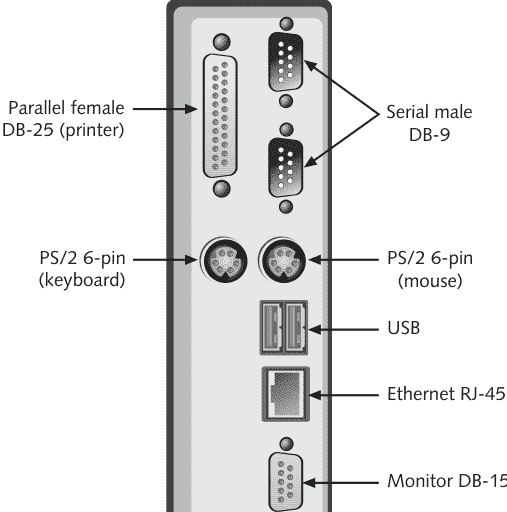 Parallel female
DB-25 (printer)
Serial male
DB-9
PS/2 6-pin
(keyboard)
PS/2 6-pin
(mouse)
USB
Ethernet RJ-45
Monitor DB-15